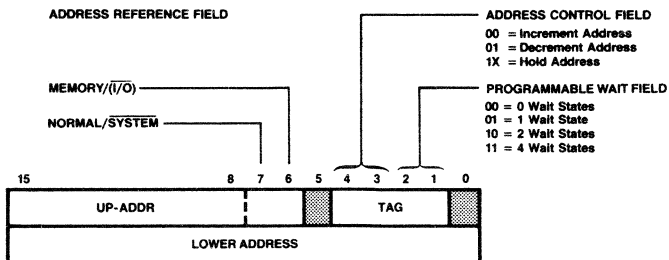 ADDRESS REFERENCE FIELD
ADDRESS CONTROL FIELD
00 = Increment Address
01 = Decrement Address
1X = Hold Address
MEMORY/(I/O)
PROGRAMMABLE WAIT FIELD
00 = 0 Wait States
01 = 1 Wait State
10 = 2 Wait States
11 = 4 Wait States
NORMAL/SYSTEM
15 8 7 6 5 4 3 2 1 0
UP-ADDR TAG
LOWER ADDRESS